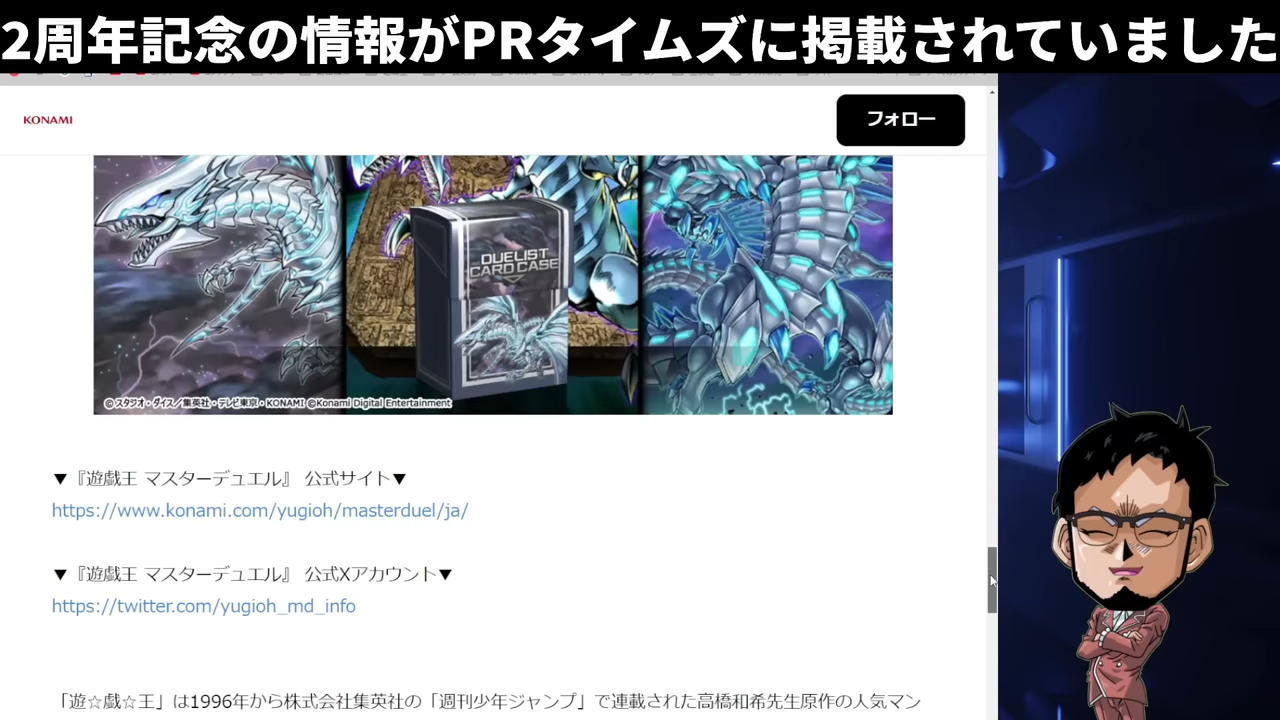 2周年記念の情報がPRタイムズに掲載されていました
KONAMI
フォロー
DUELIST
CARD CASE
©スタジオ・ダイス/集英社・テレビ東京・KONAMI ©Konami Digital Entertainment
▼『遊戯王 マスターデュエル』 公式サイト▼
https://www.konami.com/yugioh/masterduel/ja/
▼『遊戯王 マスターデュエル』 公式Xアカウント▼
https://twitter.com/yugioh_md_info
「遊☆戯☆王」は1996年から株式会社集英社の「週刊少年ジャンプ」で連載された高橋和希先生原作の人気マン